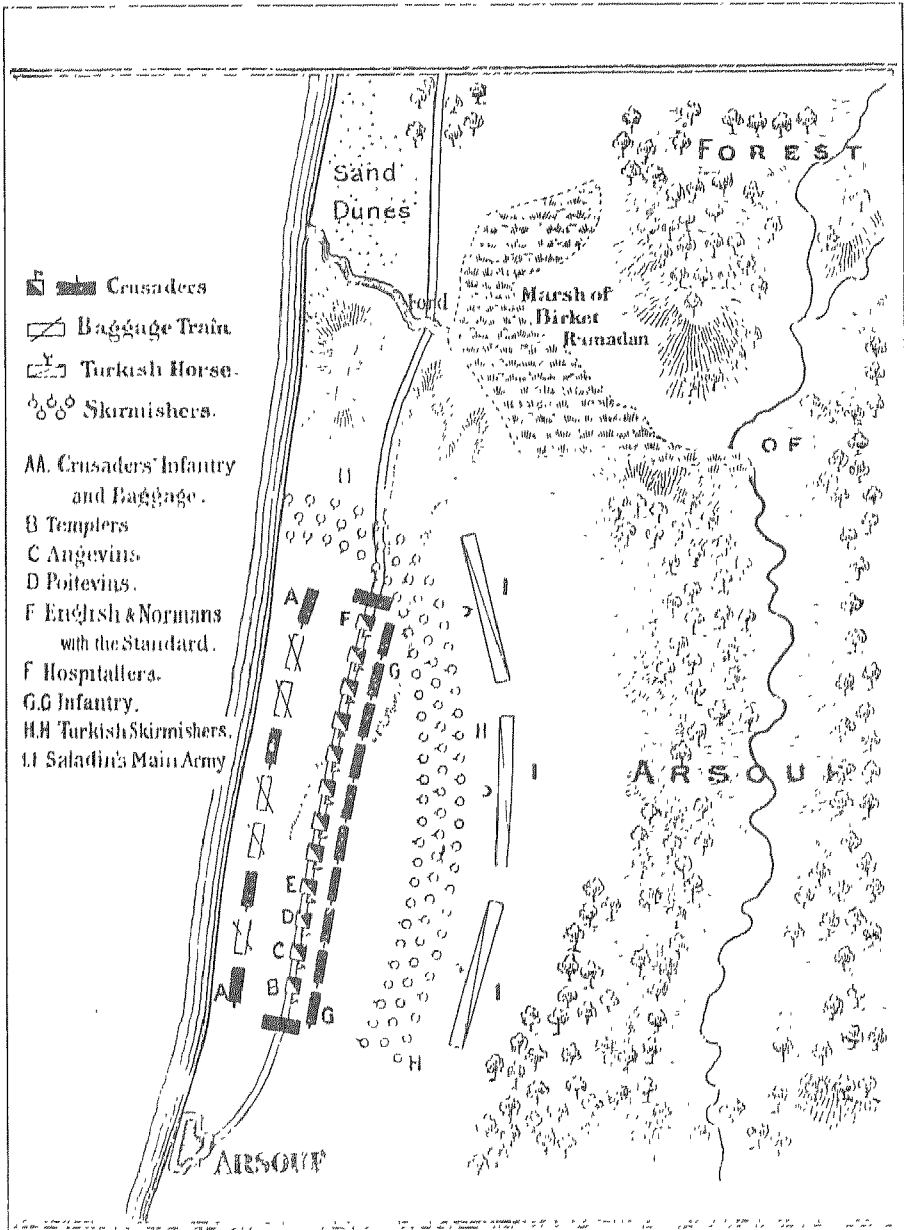 Crusaders
Baggage Train.
Turkish Horse.
Skirmishers.
AA. Crusaders' Infantry
and Baggage.
B Templers
C Angevins
D Poitevins.
F English & Normans
with the Standard.
F Hospitallers.
G.G Infantry.
H.H Turkish Skirmishers.
I.I Saladin's Main Army
Sand
Dunes
Ford
Marsh of
Birket
Ramadan
FOREST
OF
ARSOUF
H
A
F
G
I
H
I
E
D
C
B
A
G
I
H
ARSOUF